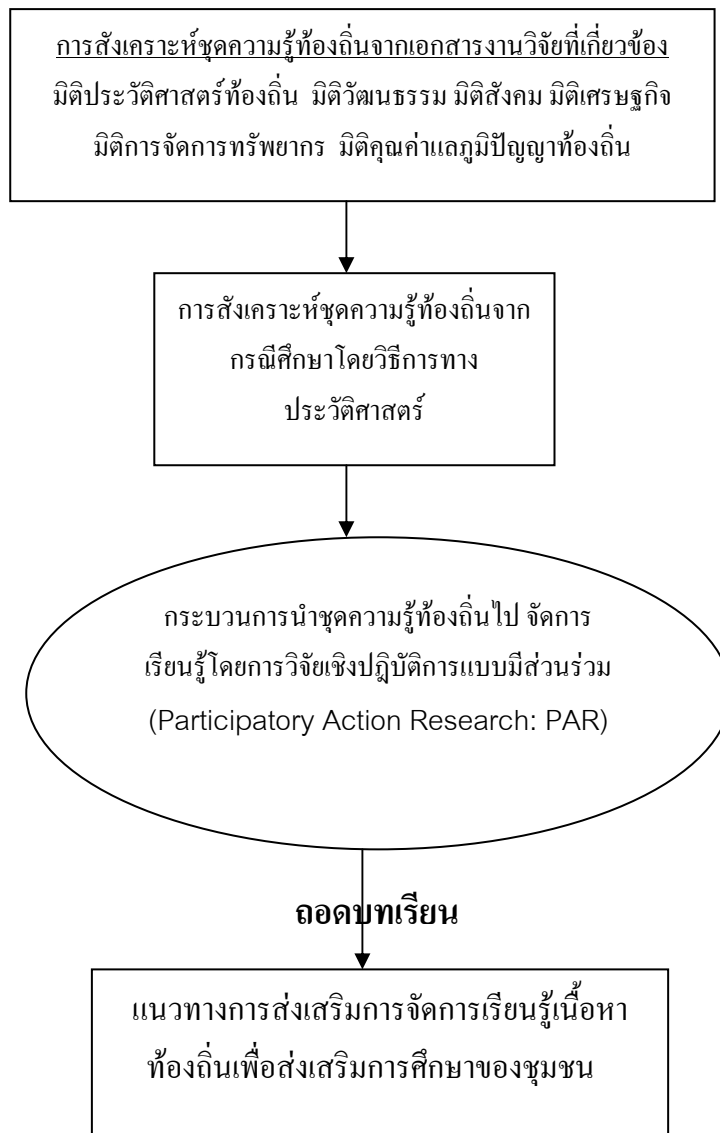 การสังเคราะห์ชุดความรู้ท้องถิ่นจากเอกสารงานวิจัยที่เกี่ยวข้อง
มิติประวัติศาสตร์ท้องถิ่น มิติวัฒนธรรม มิติสังคม มิติเศรษฐกิจ
มิติการจัดการทรัพยากร มิติคุณค่าแลภูมิปัญญาท้องถิ่น
การสังเคราะห์ชุดความรู้ท้องถิ่นจาก
กรณีศึกษาโดยวิธีการทาง
ประวัติศาสตร์
กระบวนการนำชุดความรู้ท้องถิ่นไป จัดการ
เรียนรู้โดยการวิจัยเชิงปฎิบัติการแบบมีส่วนร่วม
(Participatory Action Research: PAR)
ถอดบทเรียน
แนวทางการส่งเสริมการจัดการเรียนรู้เนื้อหา
ท้องถิ่นเพื่อส่งเสริมการศึกษาของชุมชน